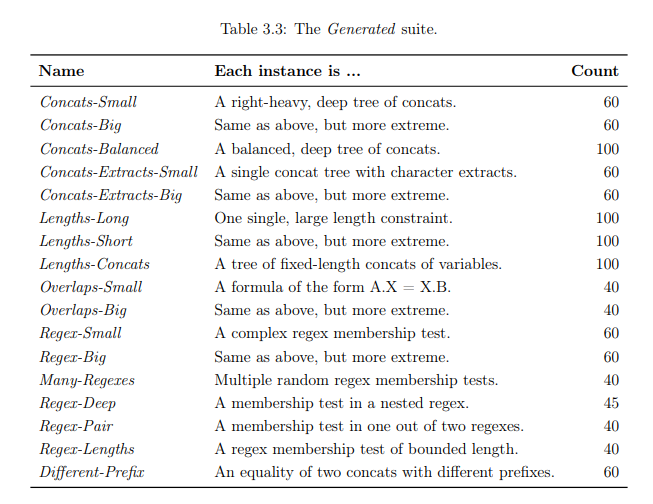 Table 3.3: The Generated suite.
Name Each instance is ... Count
Concats-Small A right-heavy, deep tree of concats. 60
Concats-Big Same as above, but more extreme. 60
Concats-Balanced A balanced, deep tree of concats. 100
Concats-Extracts-Small A single concat tree with character extracts. 60
Concats-Extracts-Big Same as above, but more extreme. 60
Lengths-Long One single, large length constraint. 100
Lengths-Short Same as above, but more extreme. 100
Lengths-Concats A tree of fixed-length concats of variables. 100
Overlaps-Small A formula of the form A.X = X.B. 40
Overlaps-Big Same as above, but more extreme. 40
Regex-Small A complex regex membership test. 60
Regex-Big Same as above, but more extreme. 60
Many-Regexes Multiple random regex membership tests. 40
Regex-Deep A membership test in a nested regex. 45
Regex-Pair A membership test in one out of two regexes. 40
Regex-Lengths A regex membership test of bounded length. 40
Different-Prefix An equality of two concats with different prefixes. 60